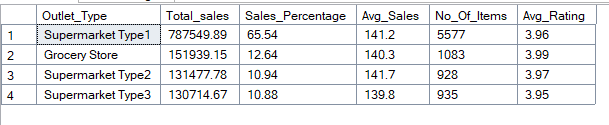 Outlet_Type Total_sales Sales_Percentage Avg_Sales No_Of_Items Avg_Rating
1 Supermarket Type1 787549.89 65.54 141.2 5577 3.96
2 Grocery Store 151939.15 12.64 140.3 1083 3.99
3 Supermarket Type2 131477.78 10.94 141.7 928 3.97
4 Supermarket Type3 130714.67 10.88 139.8 935 3.95